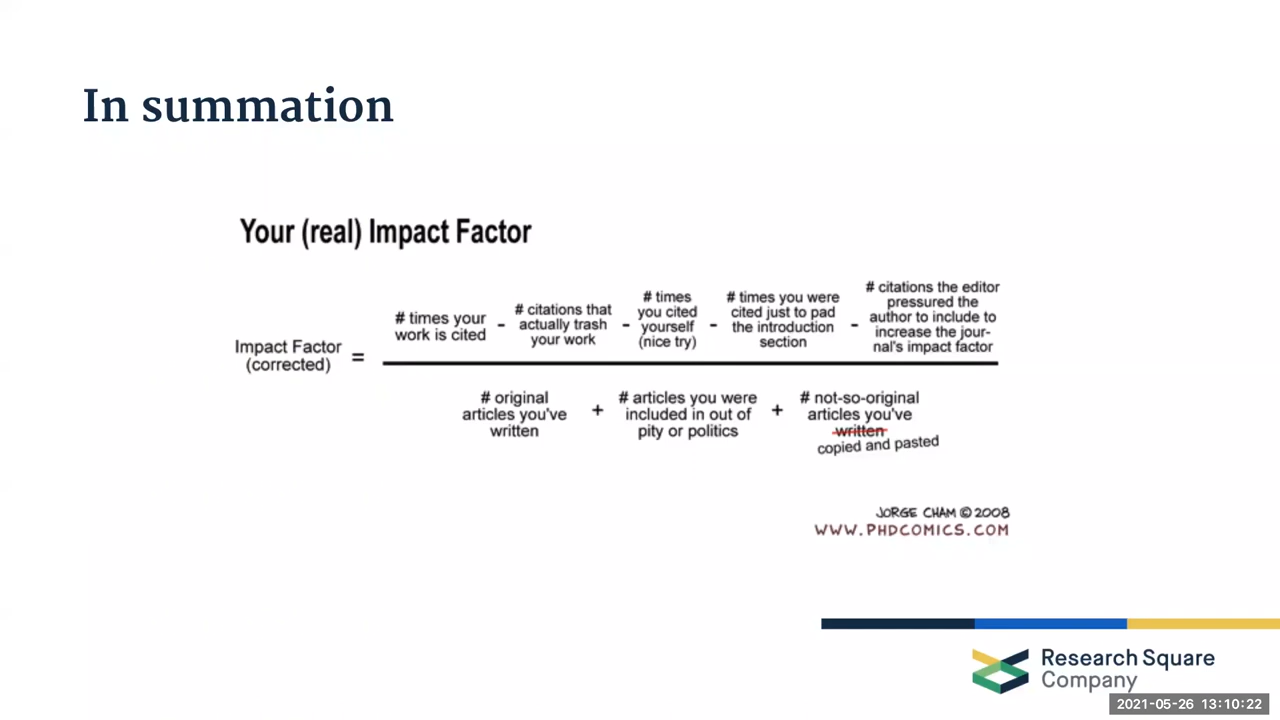 In summation
Your (real) Impact Factor
Impact Factor
(corrected)
=
# times your
work is cited
-
# citations that
actually trash
your work
-
# times
you cited
yourself
(nice try)
-
# times you were
cited just to pad
the introduction
section
-
# citations the editor
pressured the
author to include to
increase the jour-
nal's impact factor
# original
articles you've
written
+
# articles you were
included in out of
pity or politics
+
# not-so-original
articles you've
written
copied and pasted
JORGE CHAM © 2008
WWW.PHDCOMICS.COM
Research Square
Company
2021-05-26 13:10:22